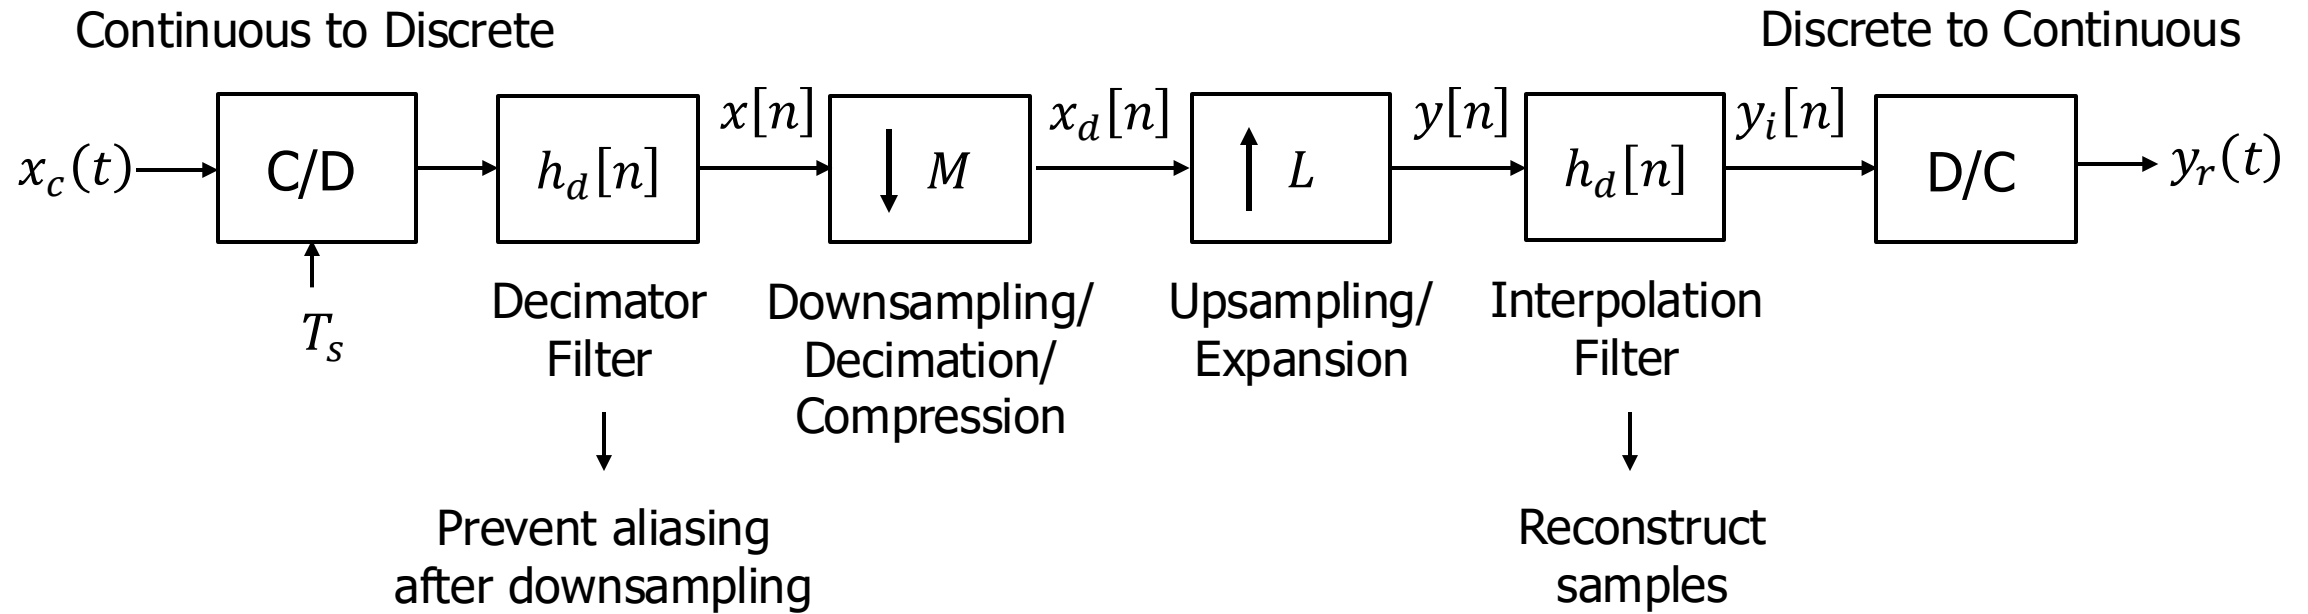 Continuous to Discrete
Discrete to Continuous
x_c(t)
C/D
h_d[n]
x[n]
↓ M
x_d[n]
↑ L
y[n]
h_d[n]
y_i[n]
D/C
y_r(t)
T_s
Decimator
Filter
Downsampling/
Decimation/
Compression
Upsampling/
Expansion
Interpolation
Filter
Prevent aliasing
after downsampling
Reconstruct
samples